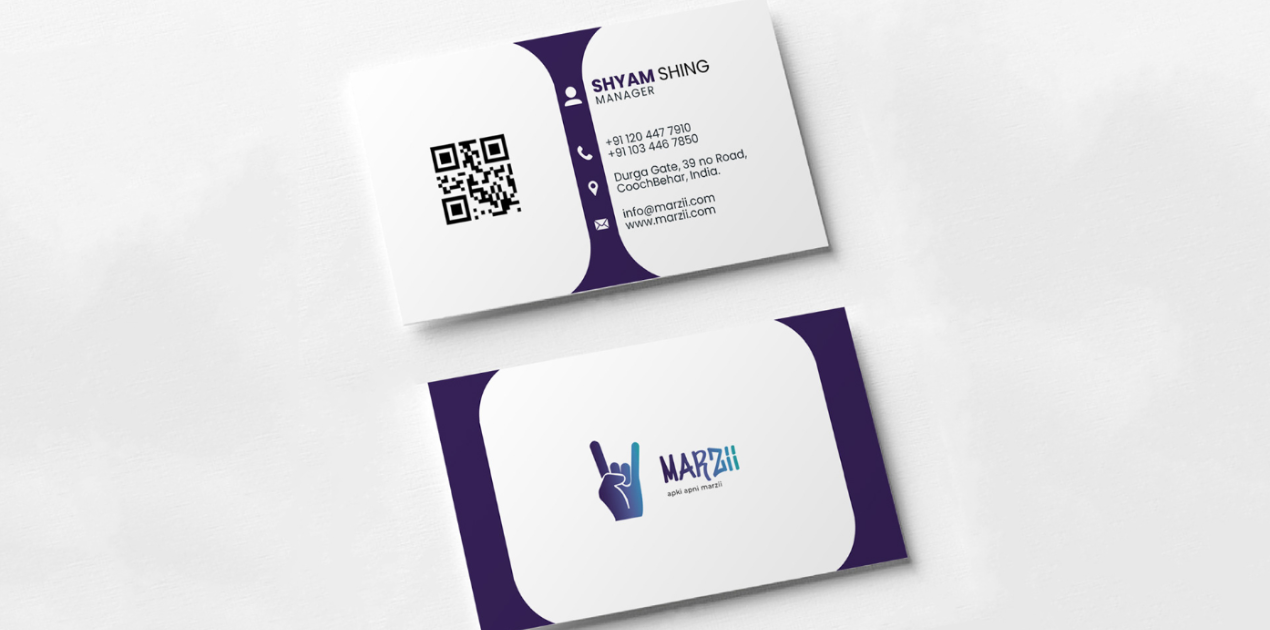 SHYAM SHING
MANAGER
+91 120 447 7910
+91 103 446 7850
Durga Gate, 39 no Road,
CoochBehar, India.
info@marzii.com
www.marzii.com
MARZii
apki apni marzii